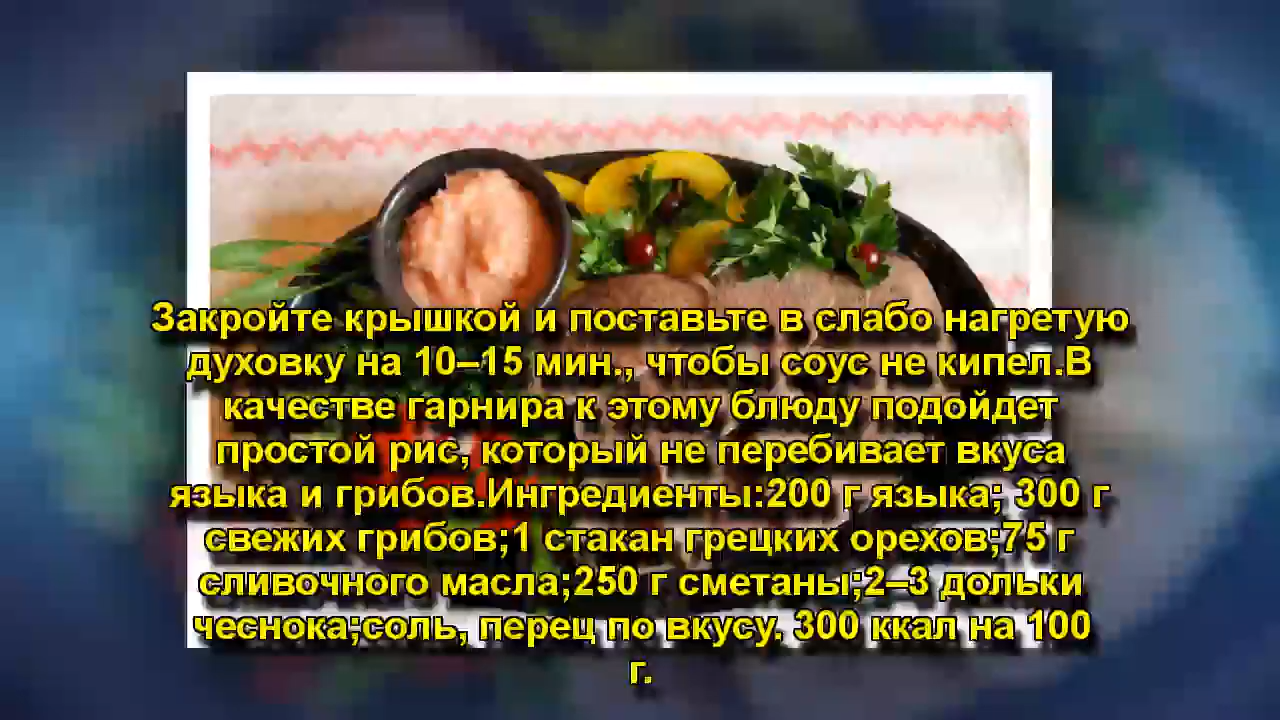 Закройте крышкой и поставьте в слабо нагретую
духовку на 10–15 мин., чтобы соус не кипел.В
качестве гарнира к этому блюду подойдет
простой рис, который не перебивает вкуса
языка и грибов.Ингредиенты:200 г языка; 300 г
свежих грибов;1 стакан грецких орехов;75 г
сливочного масла;250 г сметаны;2–3 дольки
чеснока;соль, перец по вкусу. 300 ккал на 100
г.